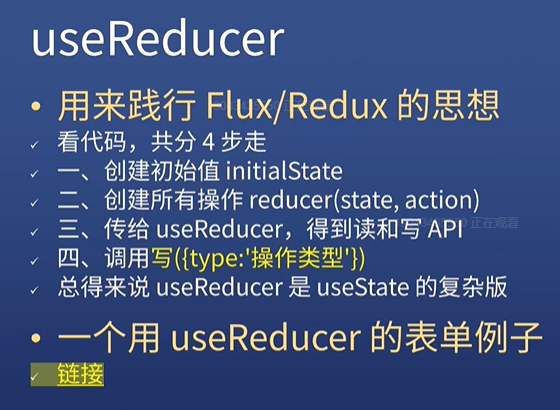 useReducer
• 用来践行 Flux/Redux 的思想
✓ 看代码，共分 4 步走
✓ 一、创建初始值 initialState
✓ 二、创建所有操作 reducer(state, action)
✓ 三、传给 useReducer，得到读和写 API
✓ 四、调用写({type:'操作类型'})
✓ 总得来说 useReducer 是 useState 的复杂版
• 一个用 useReducer 的表单例子
✓ 链接
正在观看